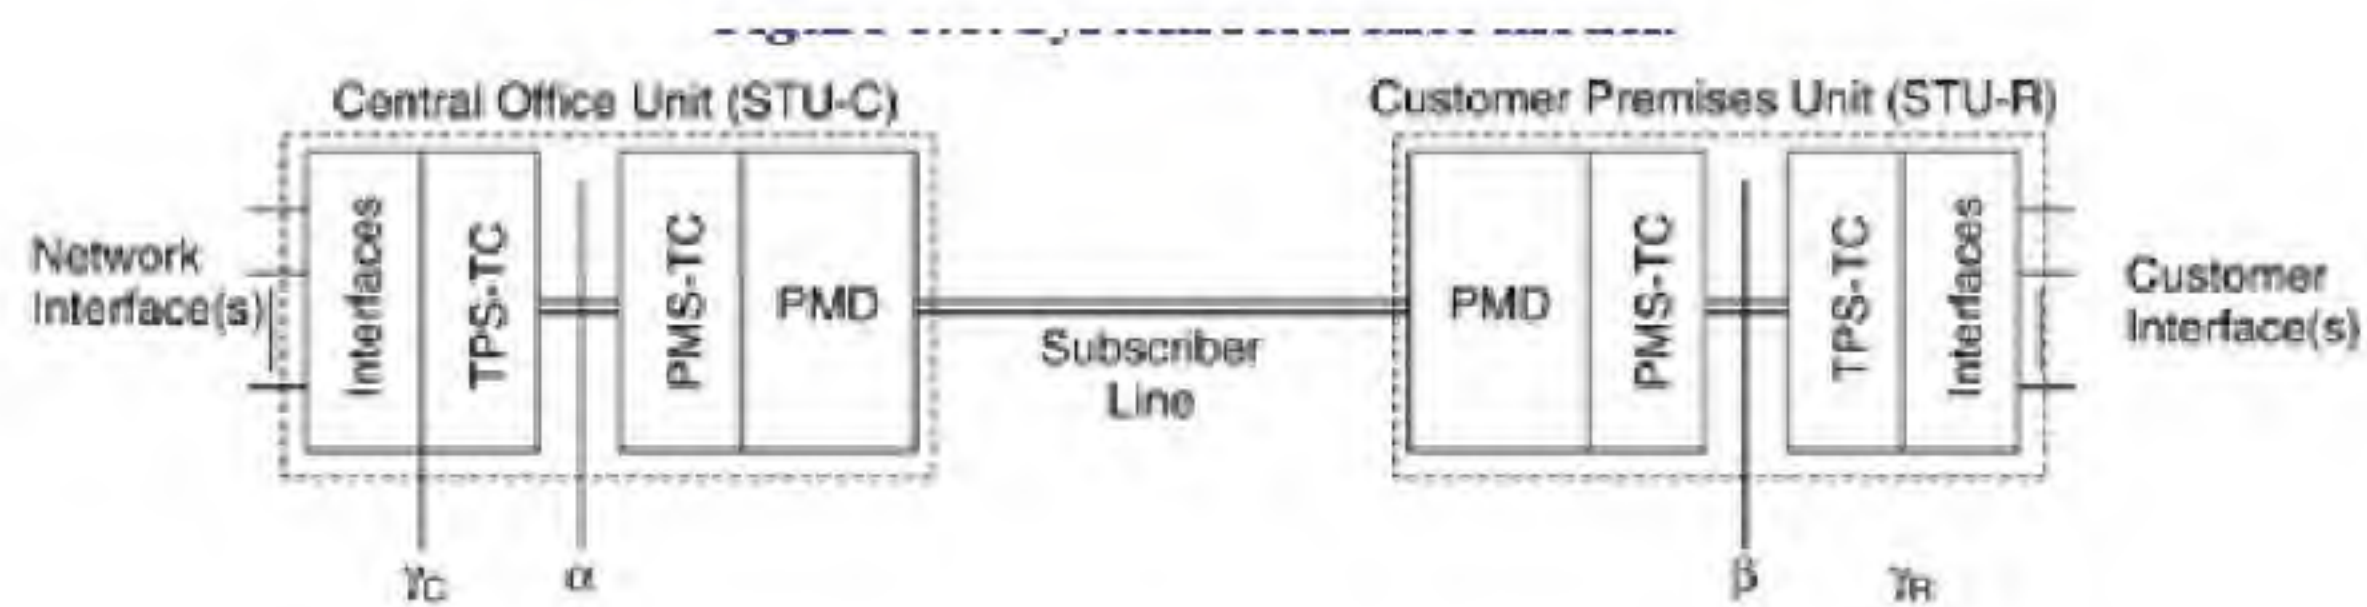 Central Office Unit (STU-C)
Customer Premises Unit (STU-R)
Network
Interface(s)
Interfaces
TPS-TC
PMS-TC
PMD
Subscriber
Line
PMD
PMS-TC
TPS-TC
Interfaces
Customer
Interface(s)
γC
α
β
γR